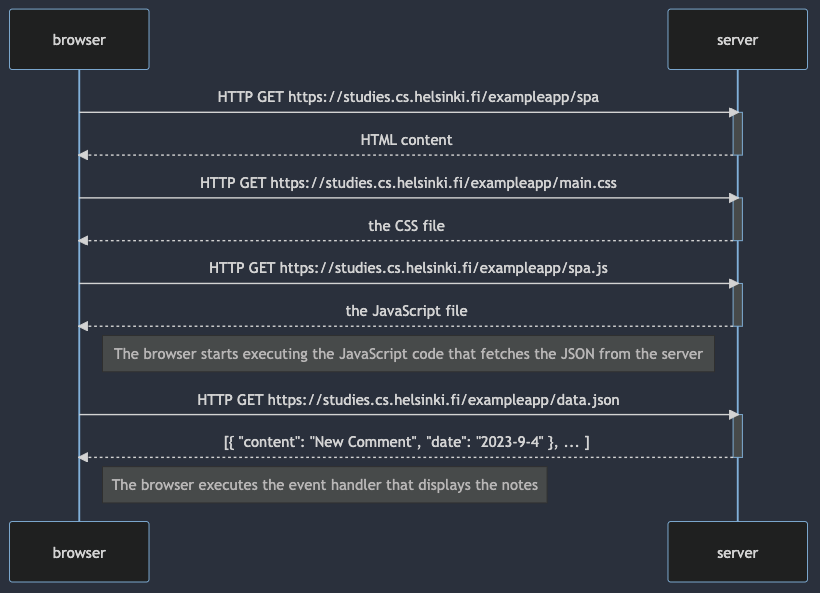 browser
server
HTTP GET https://studies.cs.helsinki.fi/exampleapp/spa
HTML content
HTTP GET https://studies.cs.helsinki.fi/exampleapp/main.css
the CSS file
HTTP GET https://studies.cs.helsinki.fi/exampleapp/spa.js
the JavaScript file
The browser starts executing the JavaScript code that fetches the JSON from the server
HTTP GET https://studies.cs.helsinki.fi/exampleapp/data.json
[{ "content": "New Comment", "date": "2023-9-4" }, ... ]
The browser executes the event handler that displays the notes
browser
server